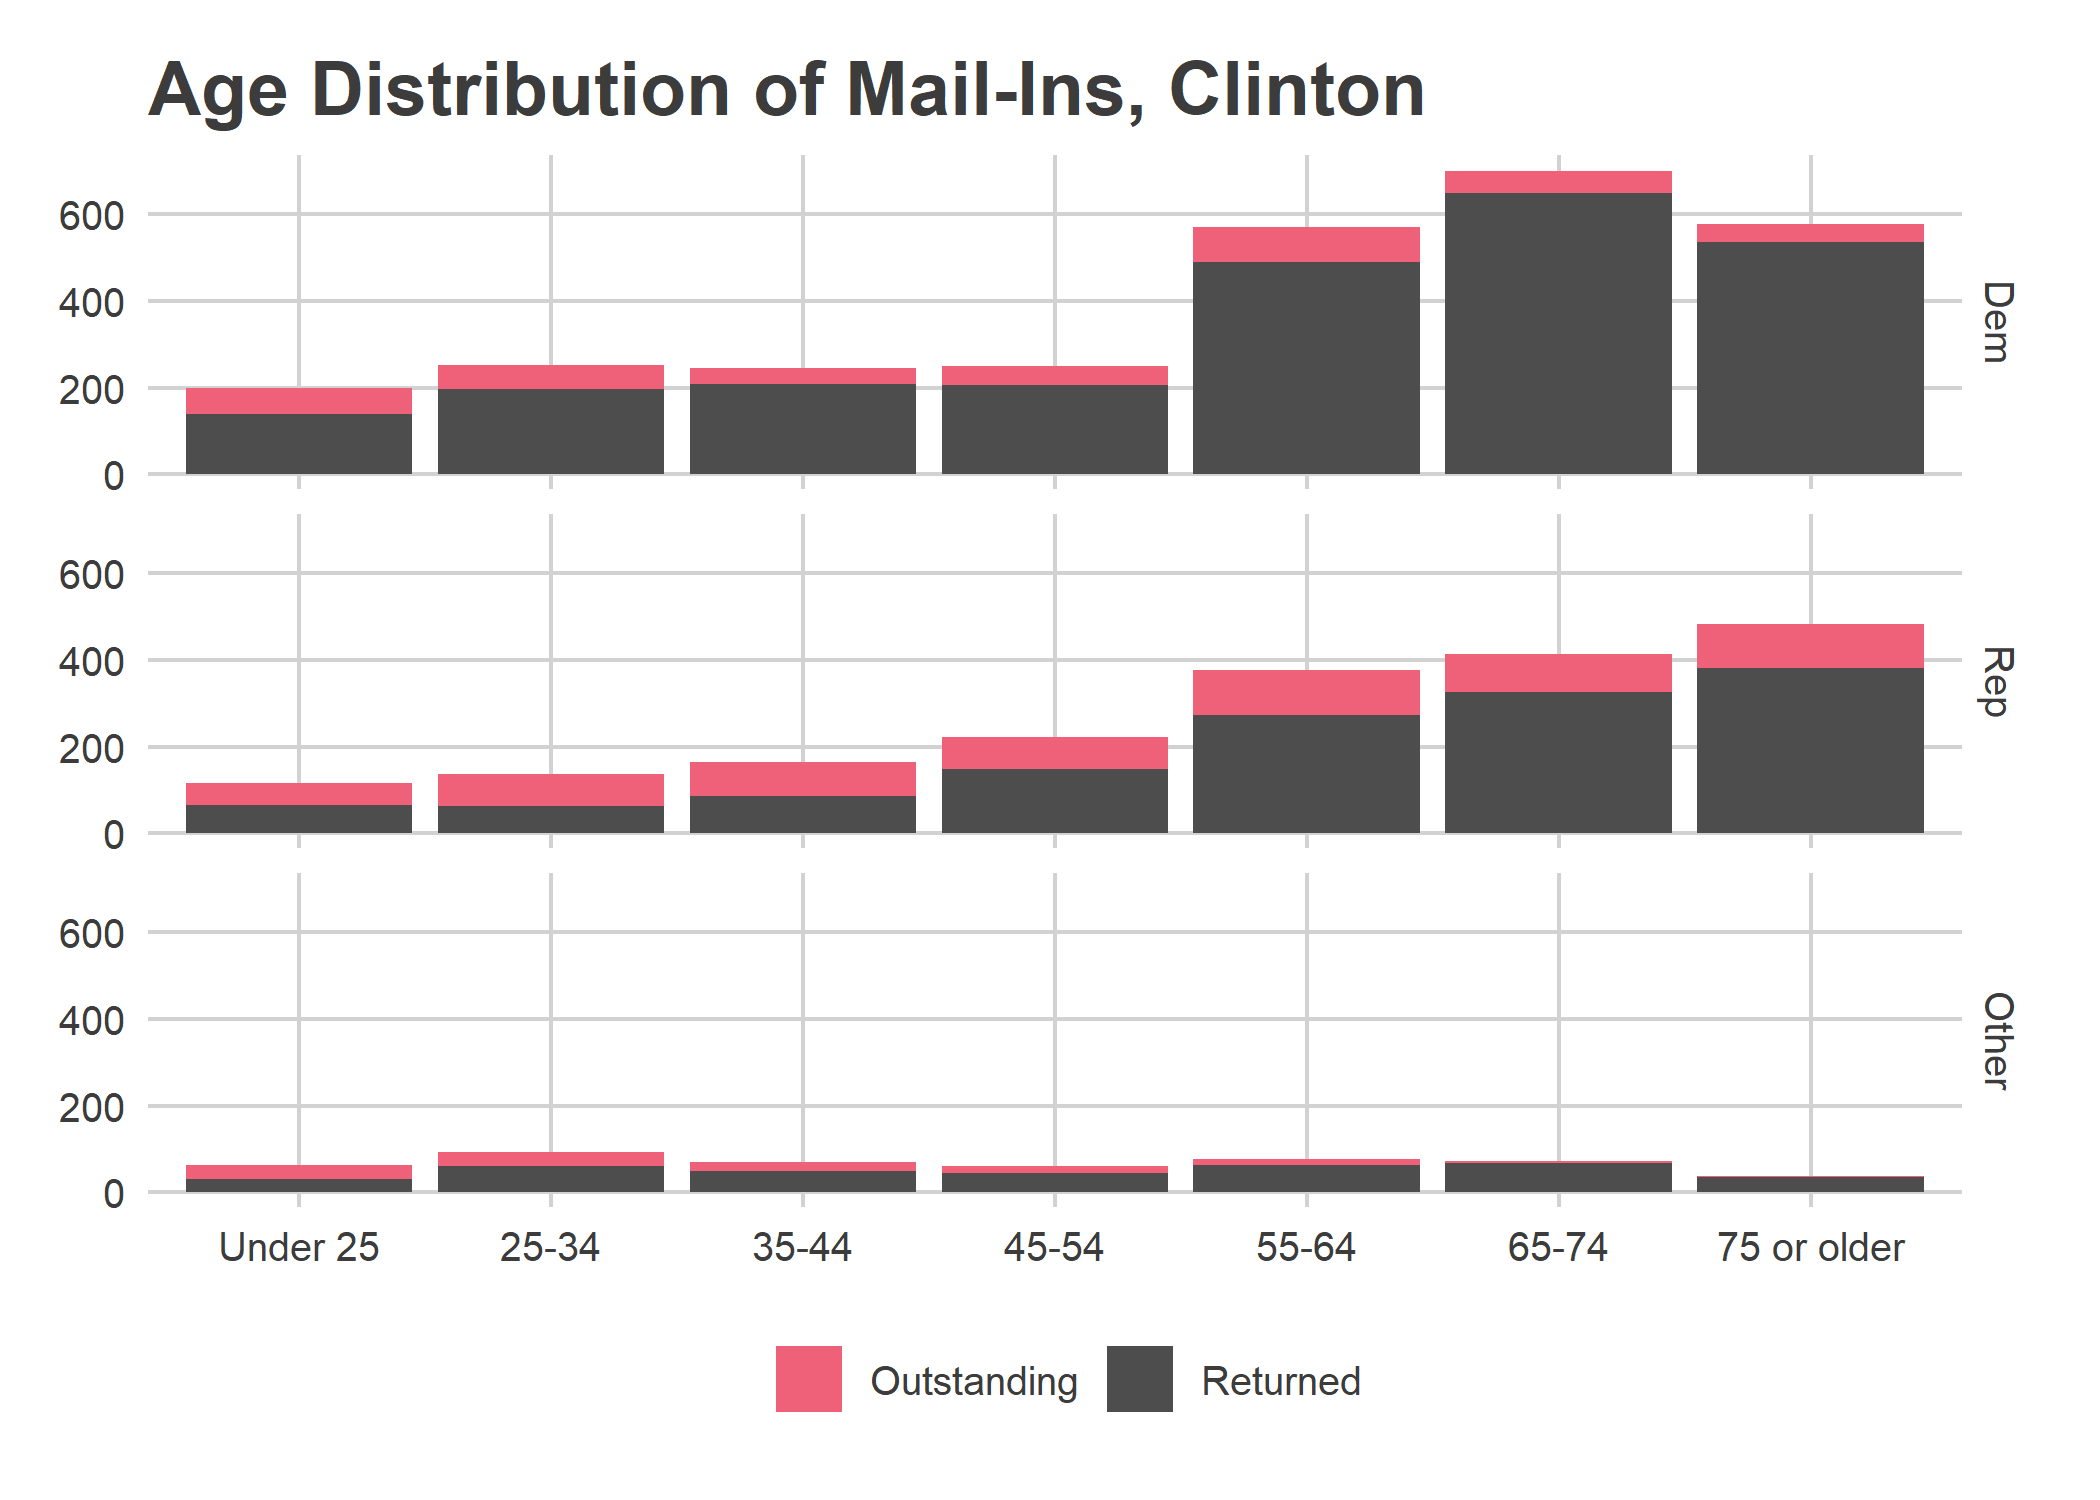 Age Distribution of Mail-Ins, Clinton
600
400
200
0
Dem
600
400
200
0
Rep
600
400
200
0
Other
Under 25 25-34 35-44 45-54 55-64 65-74 75 or older
Outstanding Returned